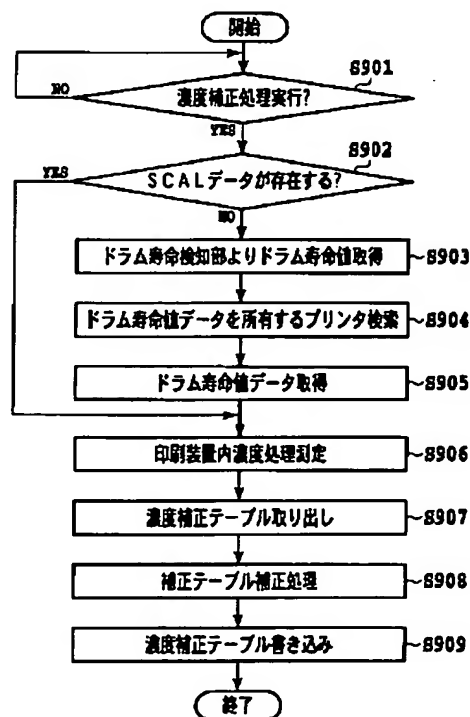 開始
S901
濃度補正処理実行?
NO
YES
S902
SCALデータが存在する?
YES
NO
ドラム寿命検知部よりドラム寿命値取得
S903
ドラム寿命値データを所有するプリンタ検索
S904
ドラム寿命値データ取得
S905
印刷装置内濃度処理測定
S906
濃度補正テーブル取り出し
S907
補正テーブル補正処理
S908
濃度補正テーブル書き込み
S909
終了